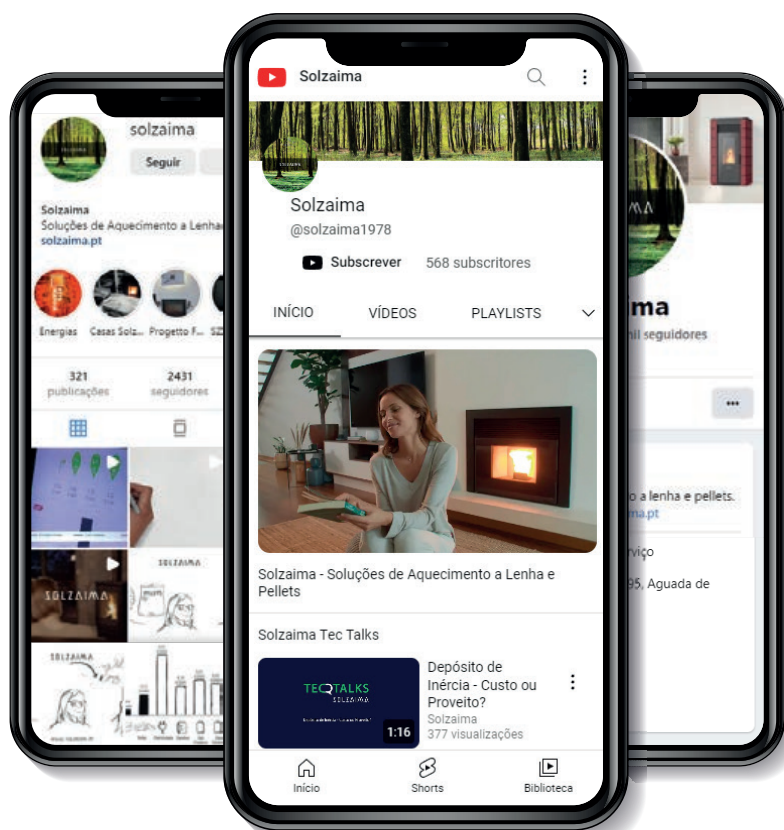 solzaima
Seguir
Solzaima
Soluções de Aquecimento a Lenha
solzaima.pt
Energias
Casas Solz...
Progetto F...
321
publicações
2431
seguidores
SOLZAIMA
SOLZAIMA
SOLZAIMA
Solzaima
Solzaima
@solzaima1978
Subscrever
568 subscritores
INÍCIO
VÍDEOS
PLAYLISTS
Solzaima - Soluções de Aquecimento a Lenha e
Pellets
Solzaima Tec Talks
TECTALKS
SOLZAIMA
1:16
Depósito de
Inércia - Custo ou
Proveito?
Solzaima
377 visualizações
Início
Shorts
Biblioteca
ima
mil seguidores
...
o a lenha e pellets.
ma.pt
rviço
95, Aguada de